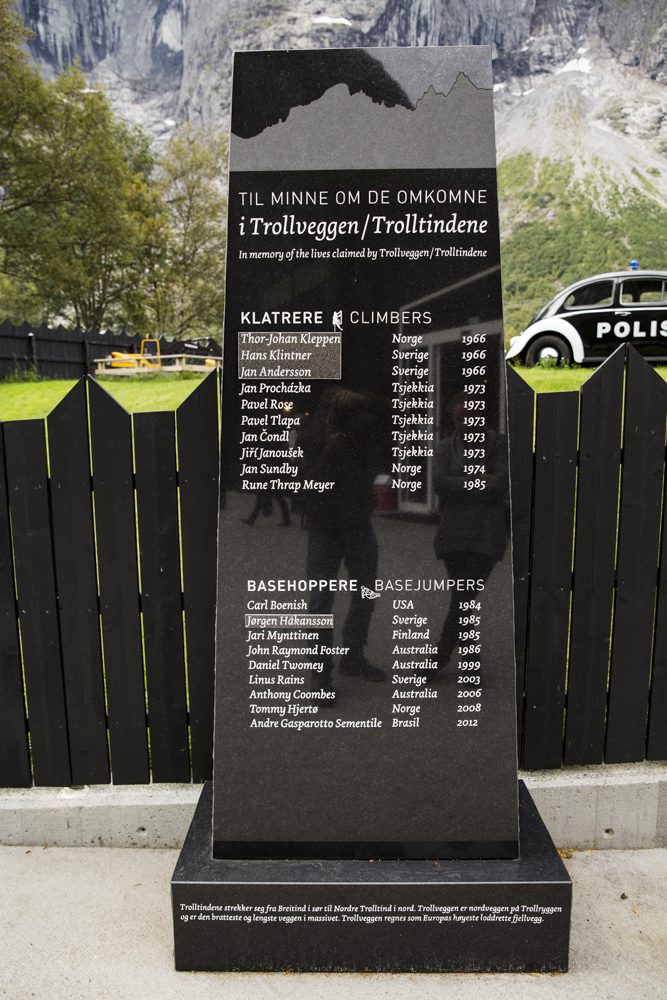 TIL MINNE OM DE OMKOMNE
i Trollveggen/Trolltindene
In memory of the lives claimed by Trollveggen/Trolltindene
KLATRERE CLIMBERS
Thor-Johan Kleppen Norge 1966
Hans Klintner Sverige 1966
Jan Andersson Sverige 1966
Jan Procházka Tsjekkia 1973
Pavel Rose Tsjekkia 1973
Pavel Tlapa Tsjekkia 1973
Jan Čondl Tsjekkia 1973
Jiří Janoušek Tsjekkia 1973
Jan Sundby Norge 1974
Rune Thrap Meyer Norge 1985
BASEHOPPERE BASEJUMPERS
Carl Boenish USA 1984
Jørgen Håkansson Sverige 1985
Jari Mynttinen Finland 1985
John Raymond Foster Australia 1986
Daniel Twomey Australia 1999
Linus Rains Sverige 2003
Anthony Coombes Australia 2006
Tommy Hjertø Norge 2008
Andre Gasparotto Sementile Brasil 2012
Trolltindene strekker seg fra Breitind i sør til Nordre Trolltind i nord. Trollveggen er nordveggen på Trollryggen
og er den bratteste og lengste veggen i massivet. Trollveggen regnes som Europas høyeste loddrette fjellvegg.
POLIS